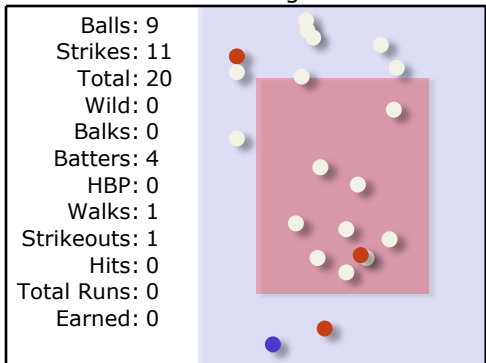 Balls: 9
Strikes: 11
Total: 20
Wild: 0
Balks: 0
Batters: 4
HBP: 0
Walks: 1
Strikeouts: 1
Hits: 0
Total Runs: 0
Earned: 0